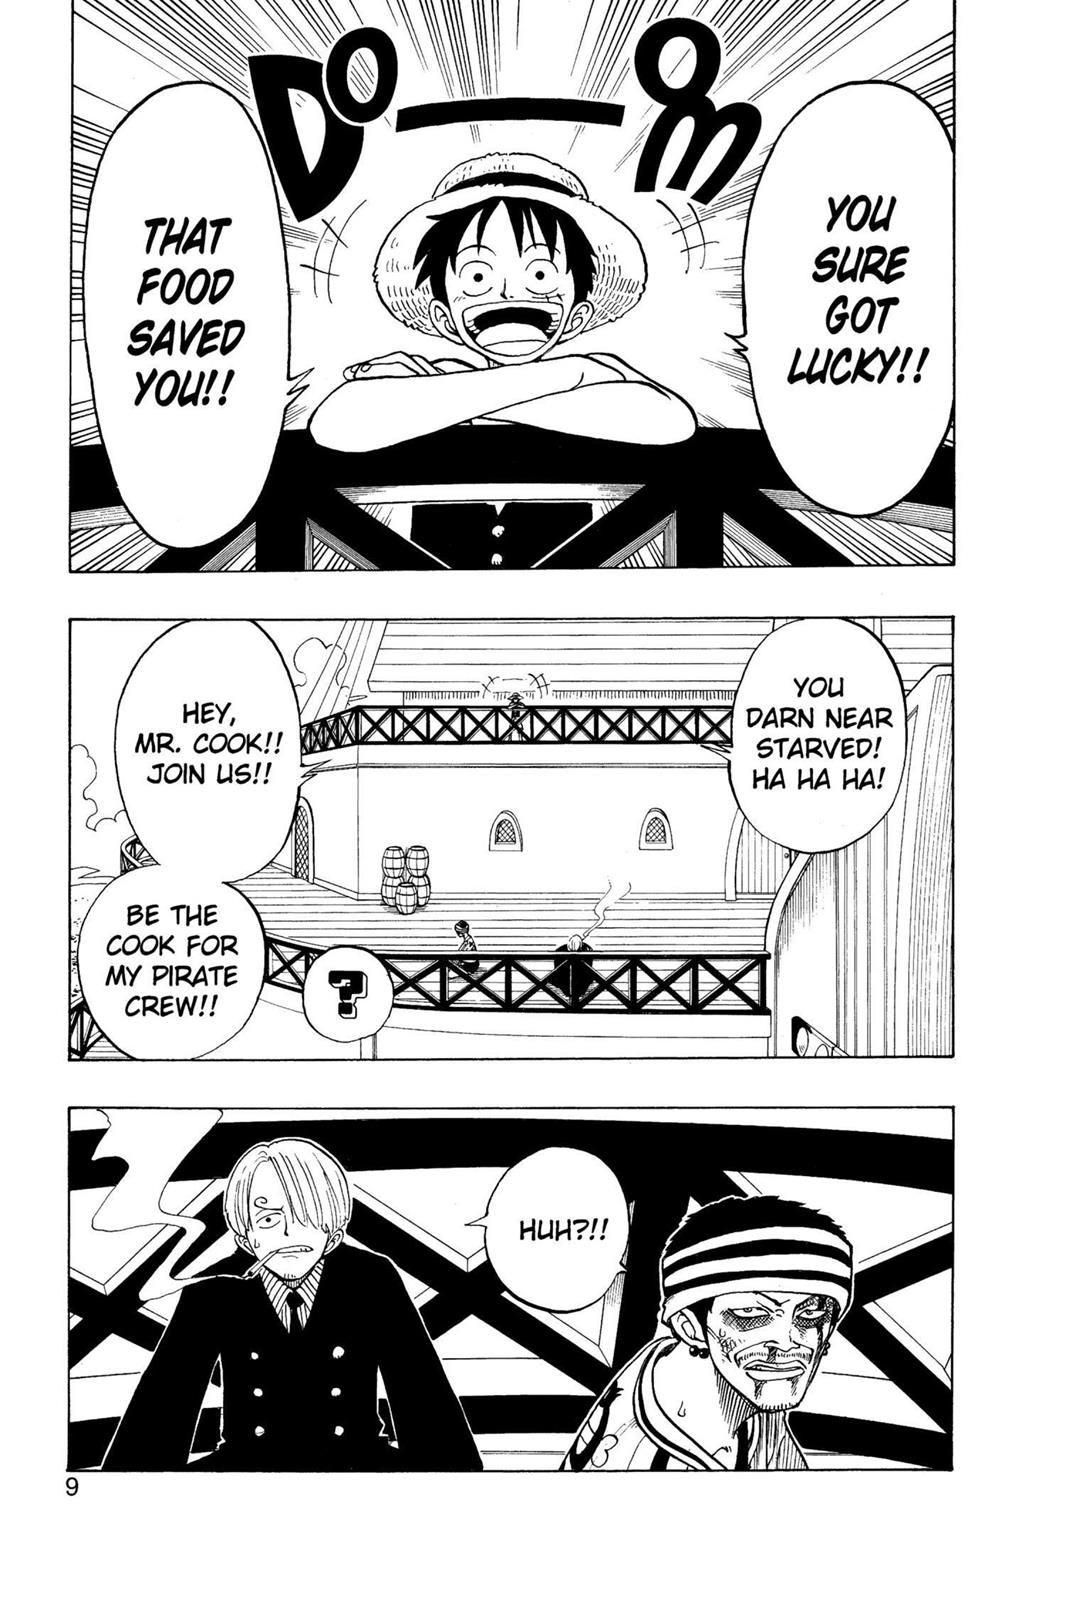 DO—OM
YOU
SURE
GOT
LUCKY!!
THAT
FOOD
SAVED
YOU!!
YOU
DARN NEAR
STARVED!
HA HA HA!
HEY,
MR. COOK!!
JOIN US!!
BE THE
COOK FOR
MY PIRATE
CREW!!
?
HUH?!!
9